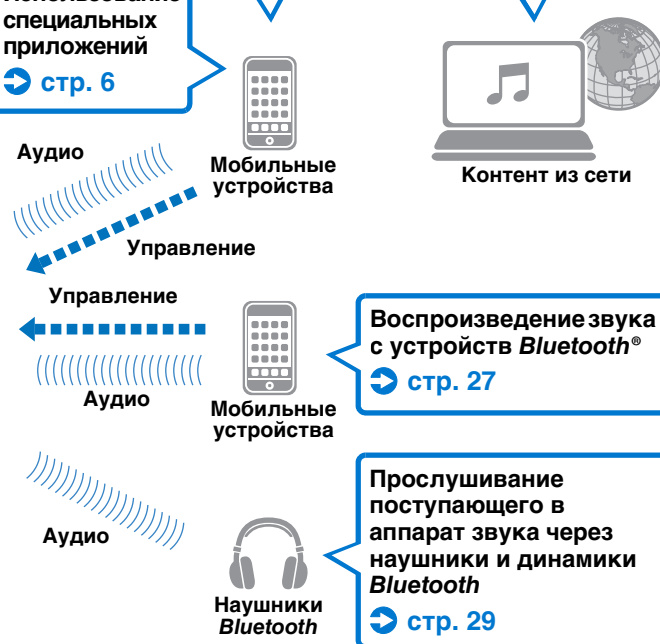 специальных
приложений
стр. 6
Аудио
Мобильные
устройства
Контент из сети
Управление
Управление
Аудио
Мобильные
устройства
Воспроизведение звука
с устройств Bluetooth®
стр. 27
Аудио
Наушники
Bluetooth
Прослушивание
поступающего в
аппарат звука через
наушники и динамики
Bluetooth
стр. 29